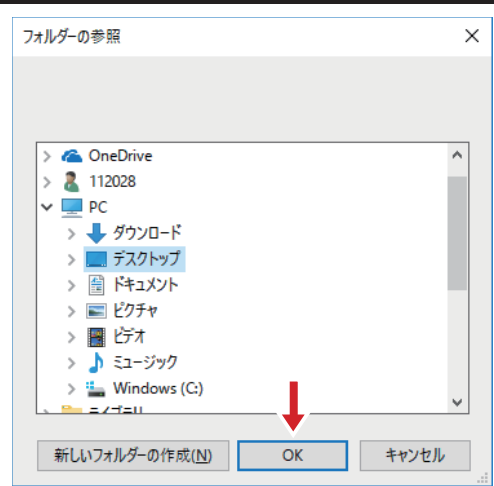 フォルダーの参照
OneDrive
112028
PC
ダウンロード
デスクトップ
ドキュメント
ピクチャ
ビデオ
ミュージック
Windows (C:)
新しいフォルダーの作成(N)
OK
キャンセル